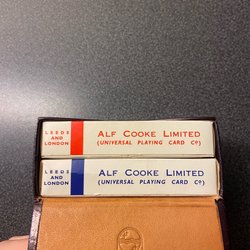 LEEDS
AND
LONDON
ALF COOKE LIMITED
(UNIVERSAL PLAYING CARD Cº)
LEEDS
AND
LONDON
ALF COOKE LIMITED
(UNIVERSAL PLAYING CARD Cº)